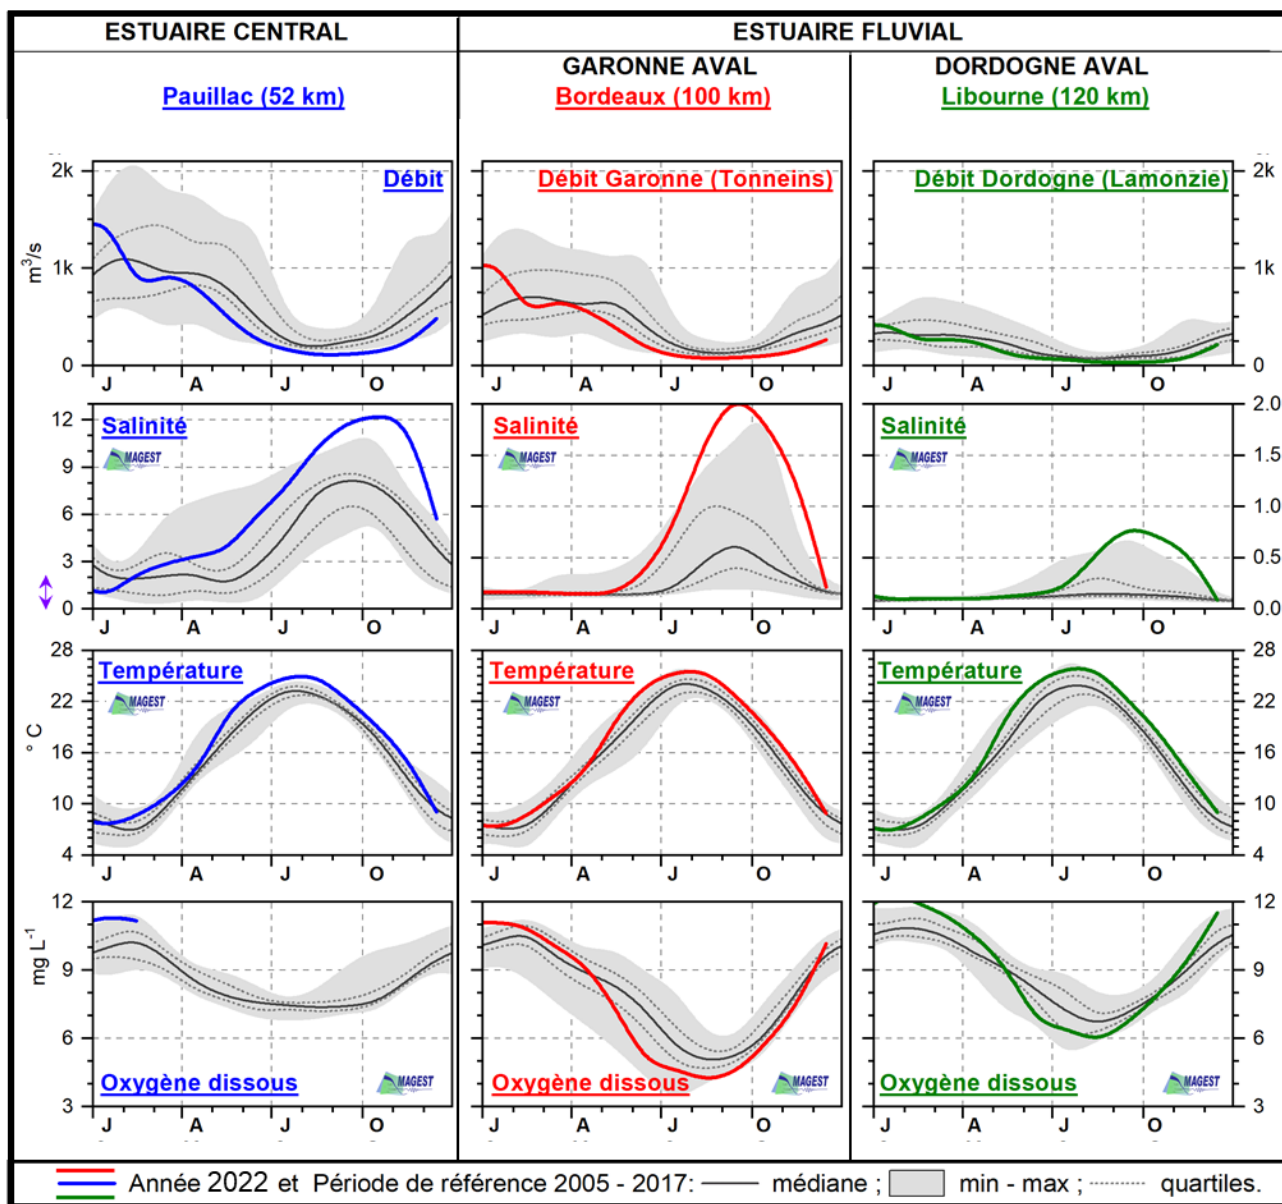 ESTUAIRE CENTRAL
ESTUAIRE FLUVIAL
GARONNE AVAL
DORDOGNE AVAL
Pauillac (52 km)
Bordeaux (100 km)
Libourne (120 km)
2k
Débit
Débit Garonne (Tonneins)
Débit Dordogne (Lamonzie)
2k
m³/s
1k
1k
0
0
J A J O
J A J O
J A J O
12
Salinité
MAGEST
Salinité
MAGEST
Salinité
MAGEST
2.0
9
1.5
6
1.0
3
0.5
0
0.0
J A J O
J A J O
J A J O
28
Température
MAGEST
Température
MAGEST
Température
MAGEST
28
22
22
° C
16
16
10
10
4
4
J A J O
J A J O
J A J O
12
12
mg L⁻¹
9
9
6
6
Oxygène dissous
MAGEST
Oxygène dissous
MAGEST
Oxygène dissous
MAGEST
3
3
J A J O
J A J O
J A J O
Année 2022 et Période de référence 2005 - 2017: médiane ; min - max ; quartiles.